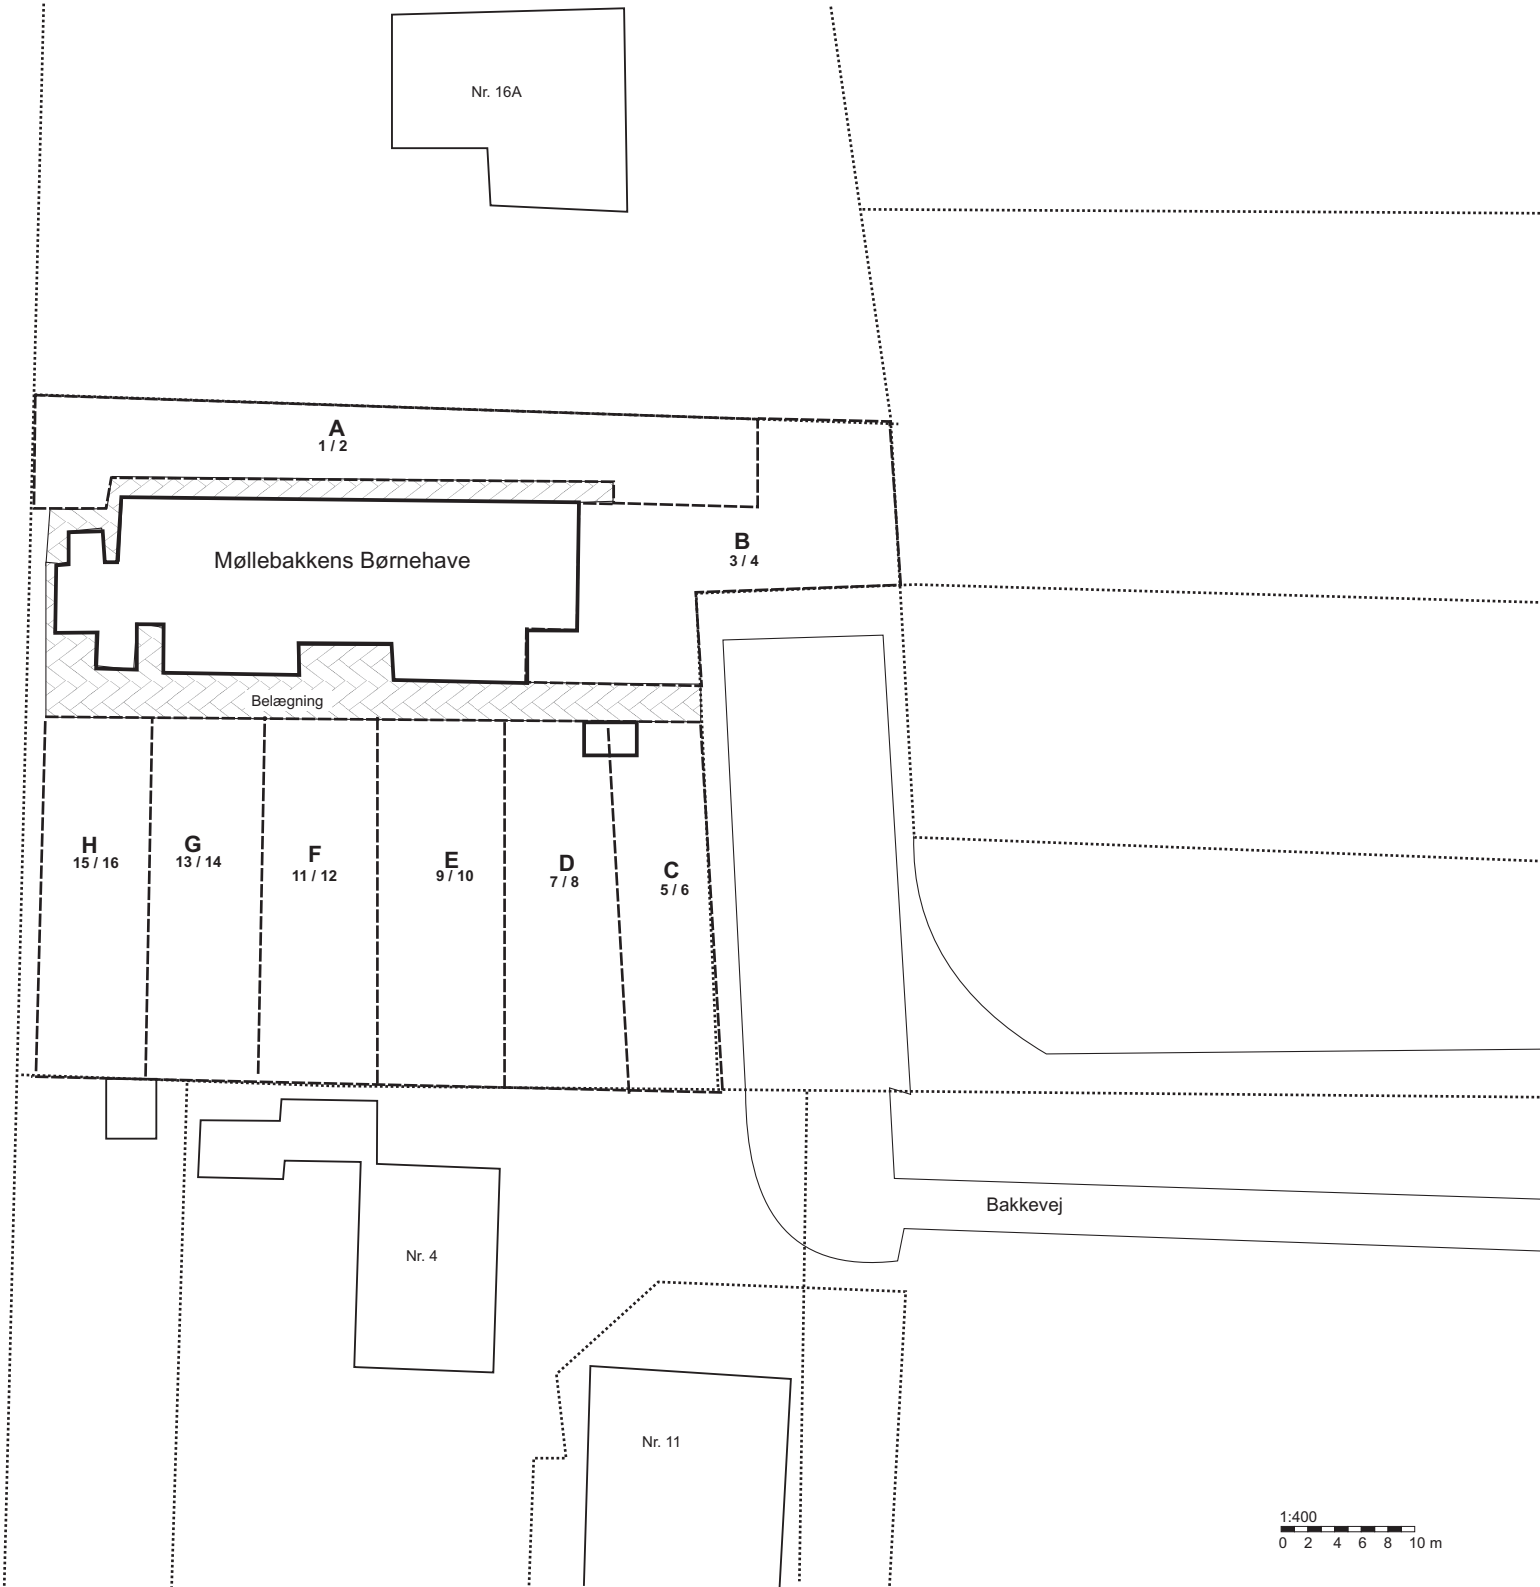 Nr. 16A
A
1 / 2
B
3 / 4
Møllebakkens Børnehave
Belægning
H
15 / 16
G
13 / 14
F
11 / 12
E
9 / 10
D
7 / 8
C
5 / 6
Bakkevej
Nr. 4
Nr. 11
1:400
0 2 4 6 8 10 m